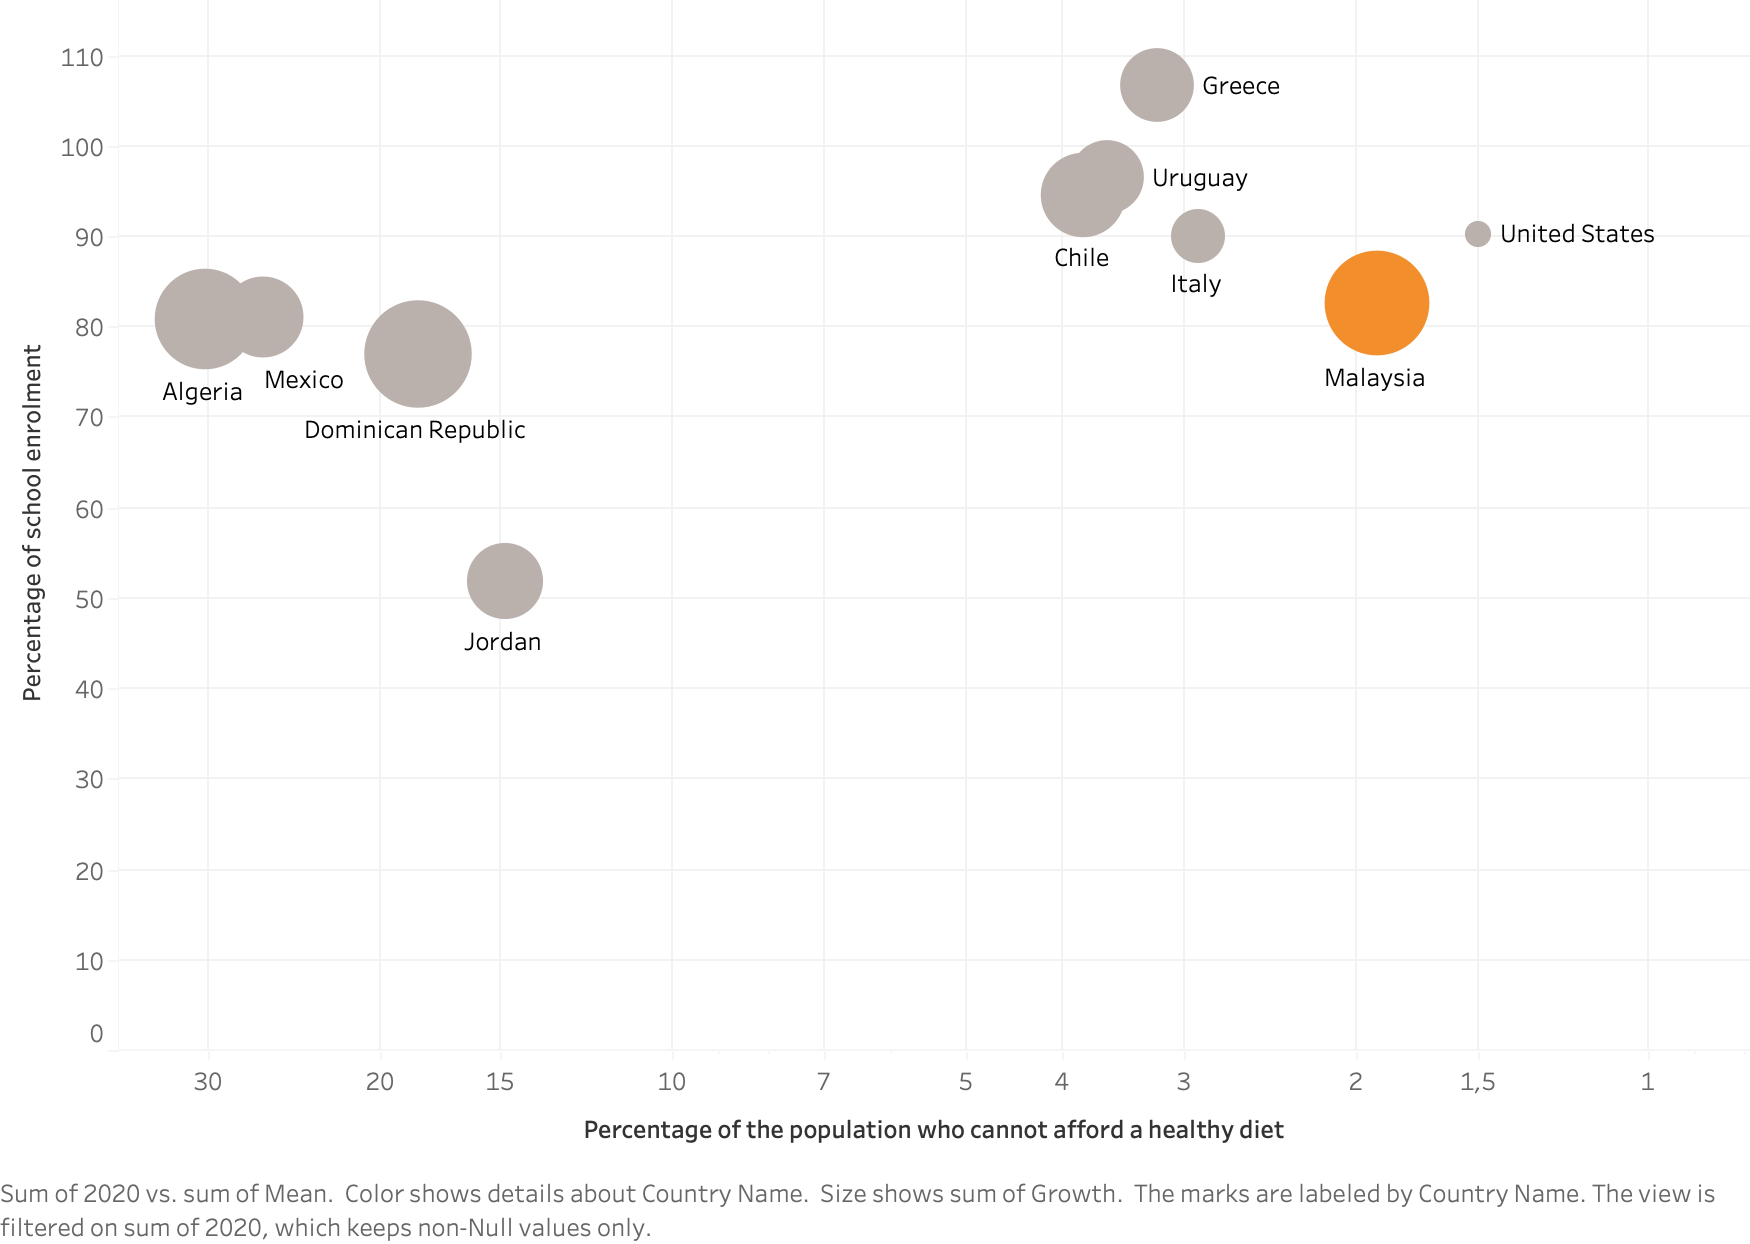 110
Greece
100
Uruguay
90
United States
Chile
Italy
80
Malaysia
Mexico
Algeria
70
Dominican Republic
60
50
Jordan
40
30
20
10
0
Percentage of school enrolment
30 20 15 10 7 5 4 3 2 1,5 1
Percentage of the population who cannot afford a healthy diet
Sum of 2020 vs. sum of Mean. Color shows details about Country Name. Size shows sum of Growth. The marks are labeled by Country Name. The view is
filtered on sum of 2020, which keeps non-Null values only.